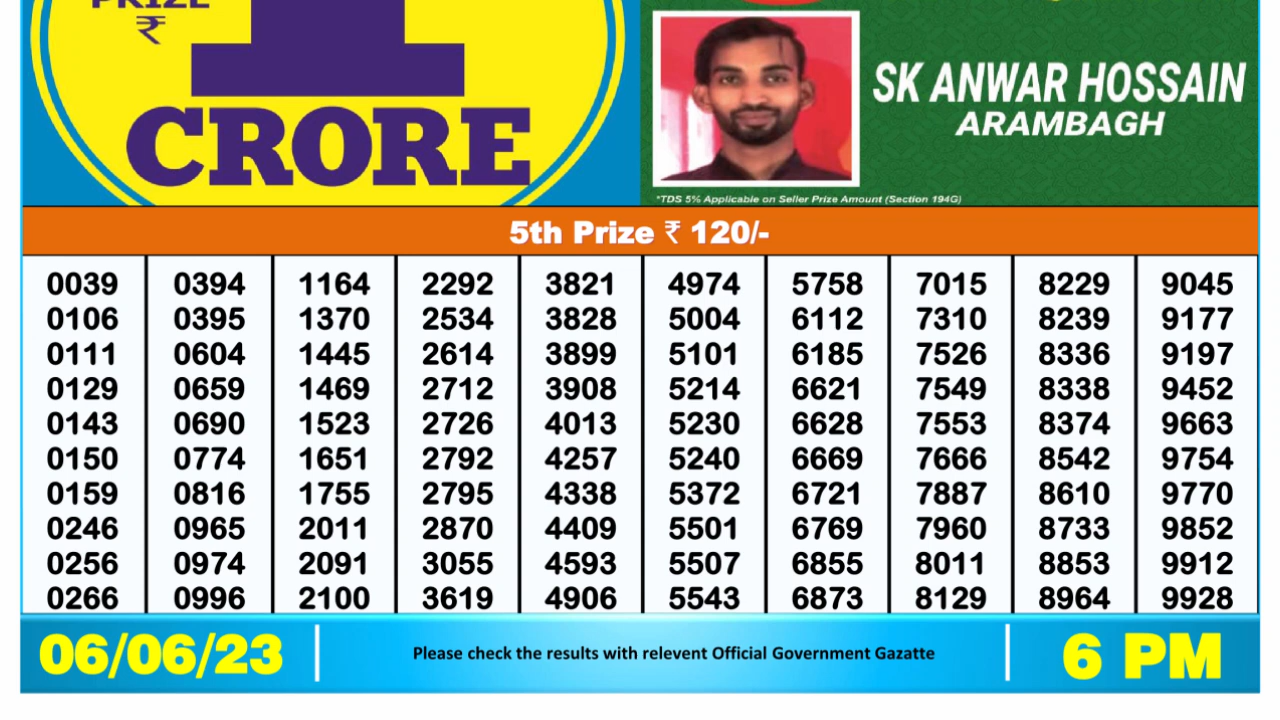 PRIZE
₹ 1
CRORE
SK ANWAR HOSSAIN
ARAMBAGH
*TDS 5% Applicable on Seller Prize Amount (Section 194G)
5th Prize ₹ 120/-
0039 0394 1164 2292 3821 4974 5758 7015 8229 9045
0106 0395 1370 2534 3828 5004 6112 7310 8239 9177
0111 0604 1445 2614 3899 5101 6185 7526 8336 9197
0129 0659 1469 2712 3908 5214 6621 7549 8338 9452
0143 0690 1523 2726 4013 5230 6628 7553 8374 9663
0150 0774 1651 2792 4257 5240 6669 7666 8542 9754
0159 0816 1755 2795 4338 5372 6721 7887 8610 9770
0246 0965 2011 2870 4409 5501 6769 7960 8733 9852
0256 0974 2091 3055 4593 5507 6855 8011 8853 9912
0266 0996 2100 3619 4906 5543 6873 8129 8964 9928
06/06/23 Please check the results with relevent Official Government Gazatte 6 PM